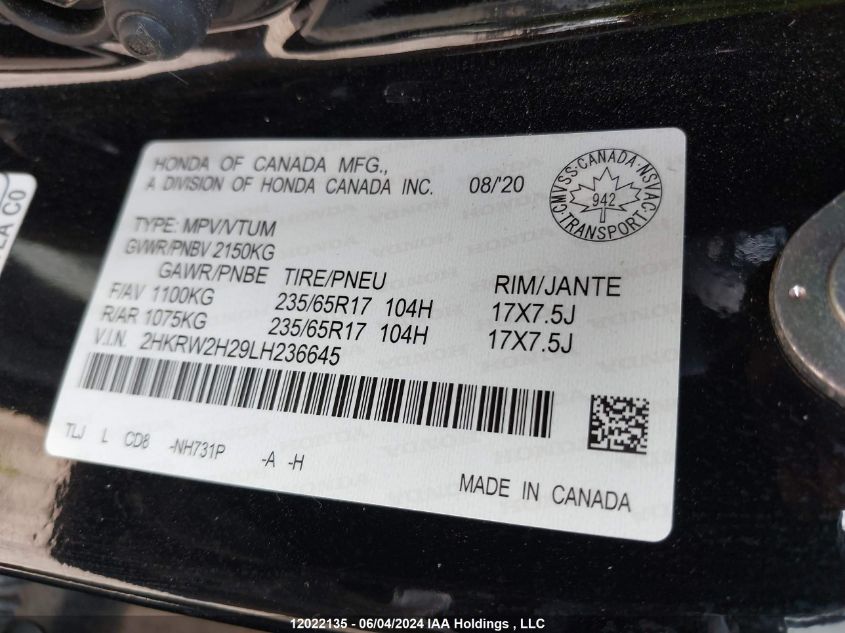 HONDA OF CANADA MFG.,
A DIVISION OF HONDA CANADA INC. 08/'20
CMVSS·CANADA·NSVAC·
942
TRANSPORT
TYPE: MPV/VTUM
GVWR/PNBV 2150KG
GAWR/PNBE TIRE/PNEU RIM/JANTE
F/AV 1100KG 235/65R17 104H 17X7.5J
R/AR 1075KG 235/65R17 104H 17X7.5J
V.I.N. 2HKRW2H29LH236645
TLJ L CD8 -NH731P -A -H
MADE IN CANADA
LA C0
12022135 - 06/04/2024 IAA Holdings , LLC